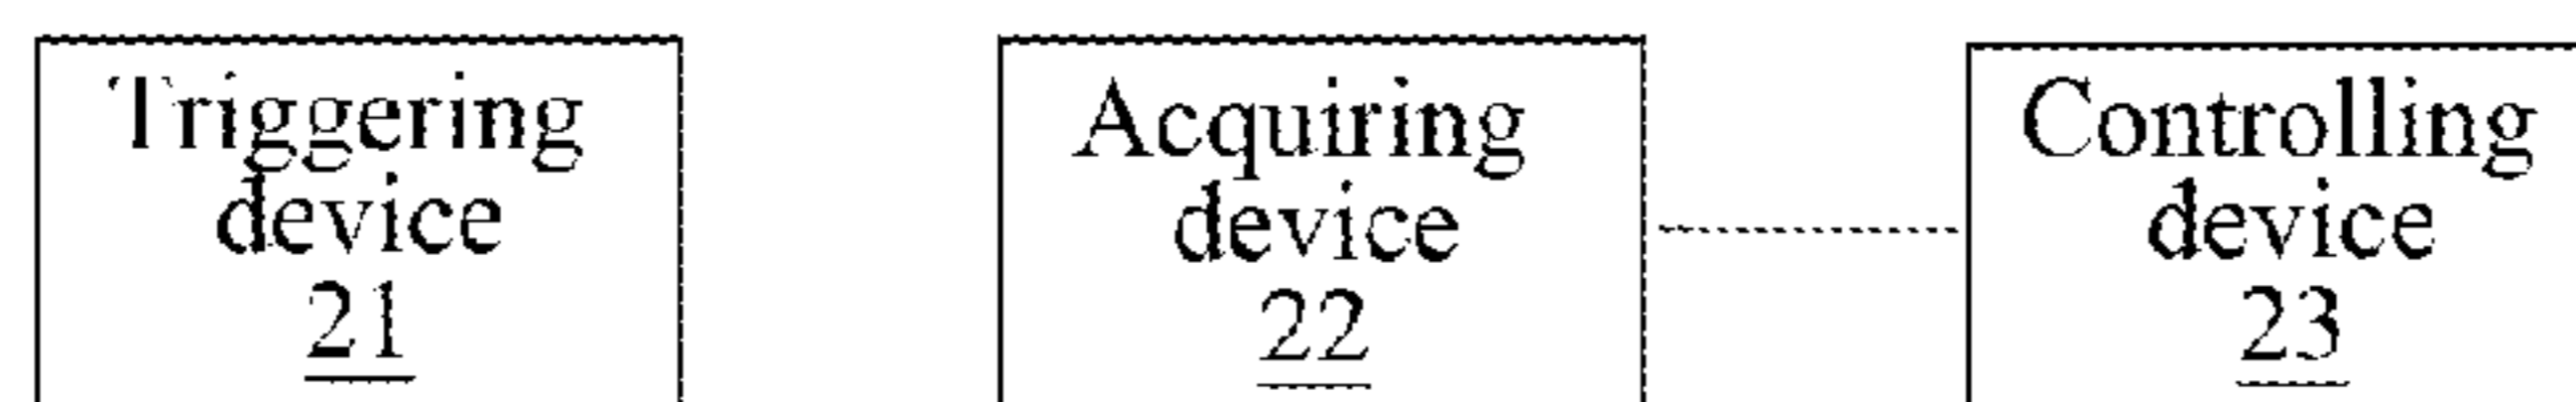 Triggering
device
21
Acquiring
device
22
Controlling
device
23